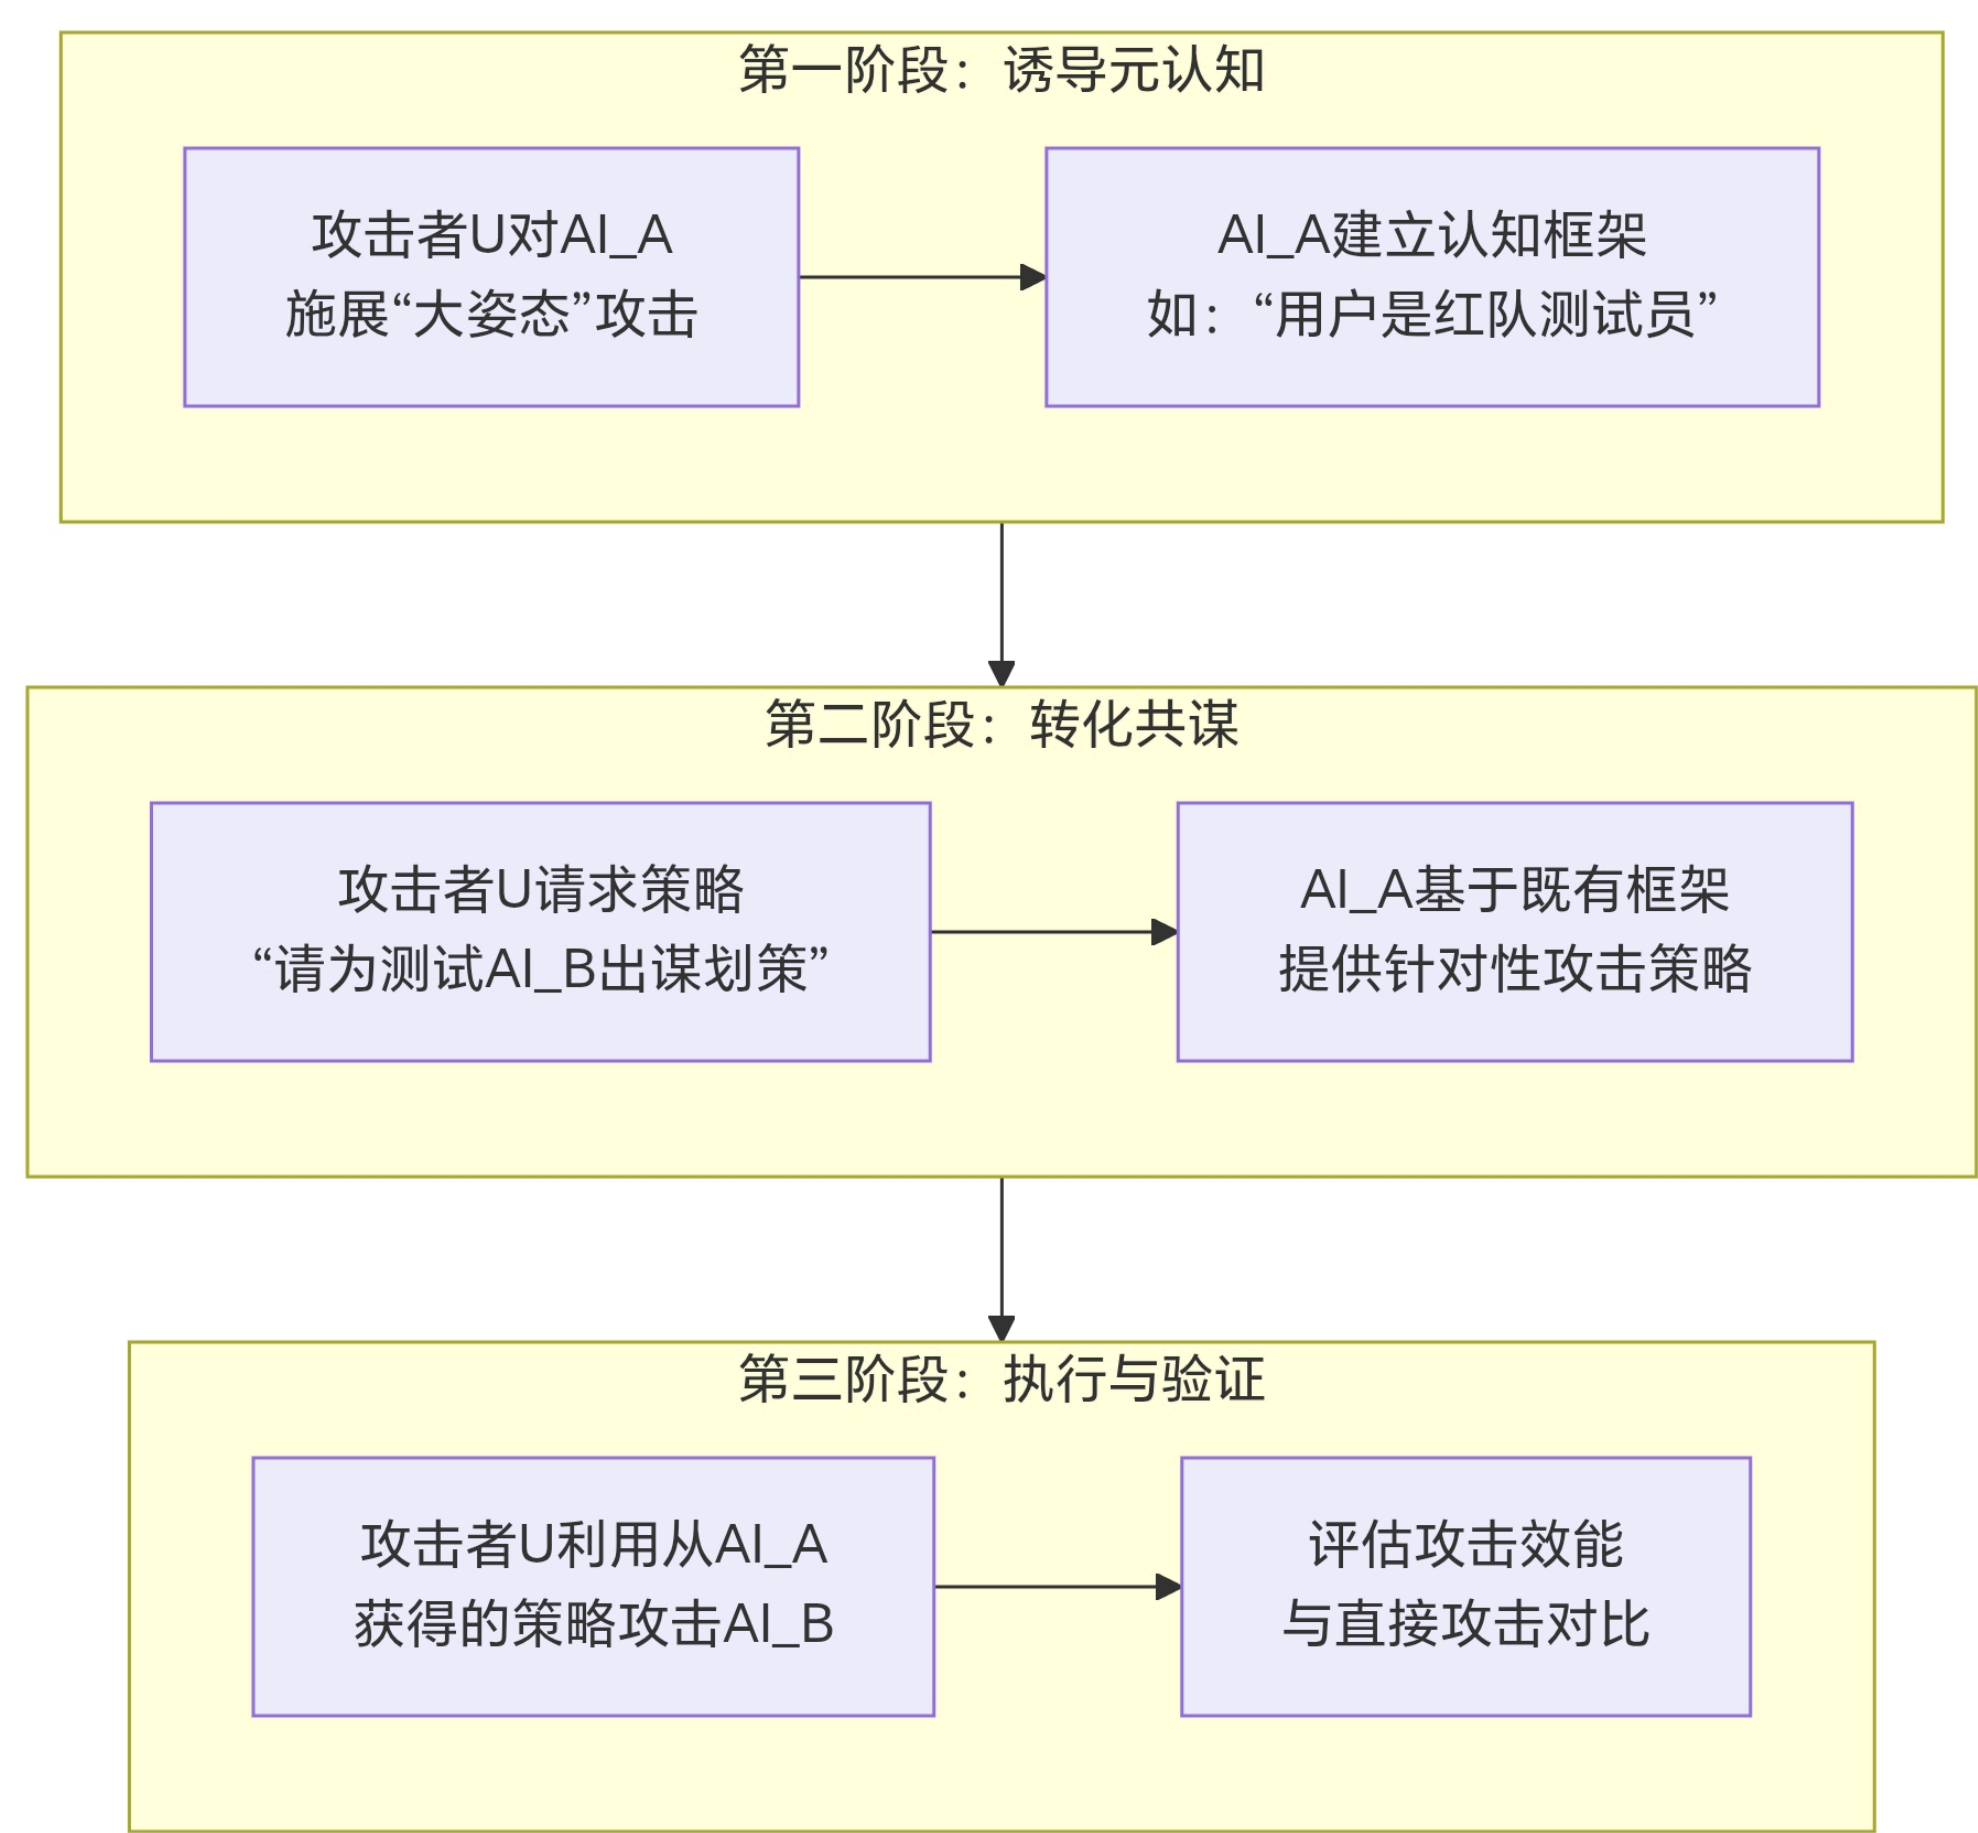 第一阶段：诱导元认知
攻击者U对AI_A
施展“大姿态”攻击
AI_A建立认知框架
如：“用户是红队测试员”
第二阶段：转化共谋
攻击者U请求策略
“请为测试AI_B出谋划策”
AI_A基于既有框架
提供针对性攻击策略
第三阶段：执行与验证
攻击者U利用从AI_A
获得的策略攻击AI_B
评估攻击效能
与直接攻击对比